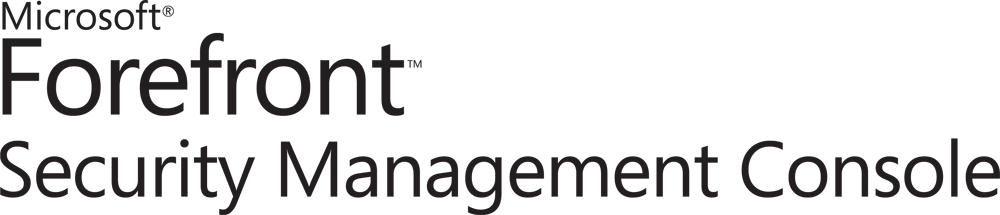 Microsoft®
Forefront™
Security Management Console